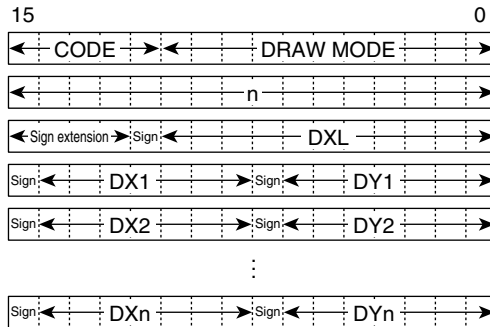 15 0
CODE DRAW MODE
n
Sign extension Sign DXL
Sign DX1 Sign DY1
Sign DX2 Sign DY2
⋮
Sign DXn Sign DYn